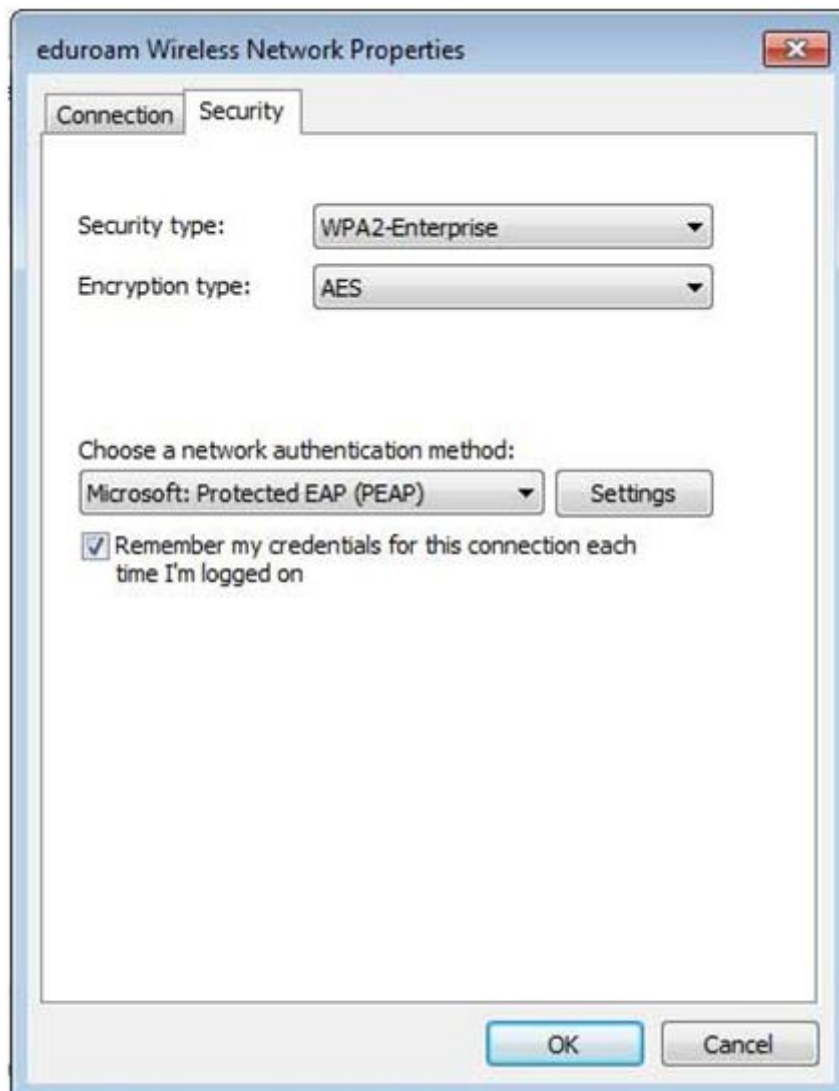 eduroam Wireless Network Properties
Connection Security
Security type: WPA2-Enterprise
Encryption type: AES
Choose a network authentication method:
Microsoft: Protected EAP (PEAP) Settings
Remember my credentials for this connection each
time I'm logged on
OK Cancel